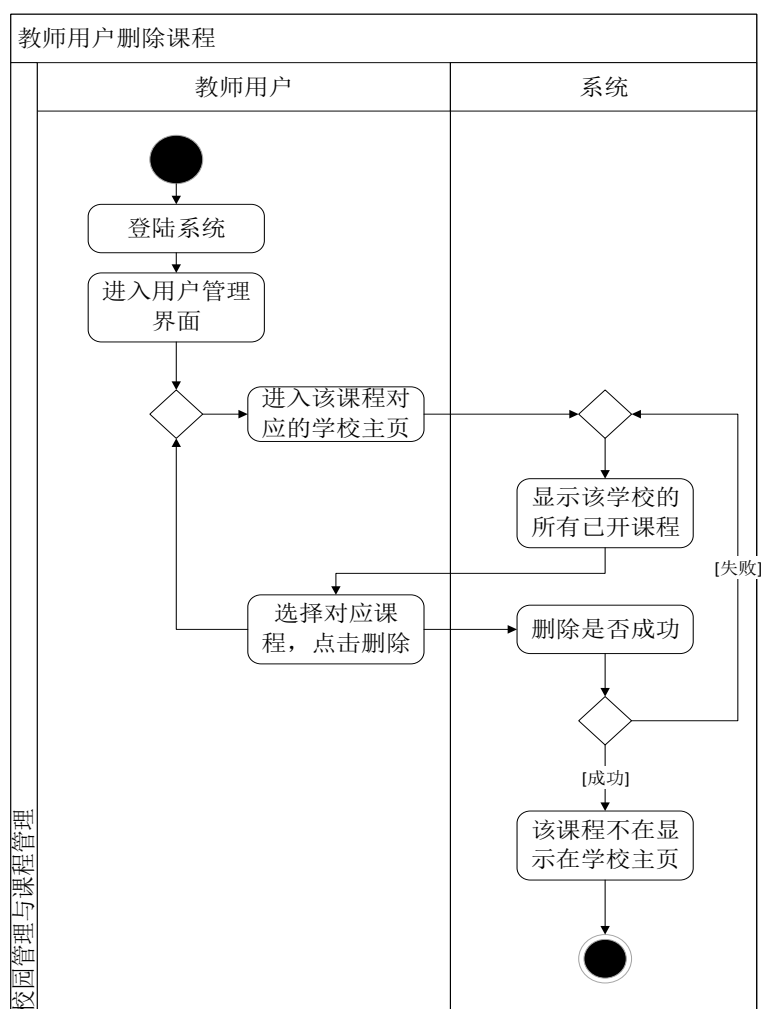 教师用户删除课程
教师用户
系统
登陆系统
进入用户管理
界面
进入该课程对
应的学校主页
显示该学校的
所有已开课程
[失败]
选择对应课
程，点击删除
删除是否成功
[成功]
该课程不在显
示在学校主页
校园管理与课程管理